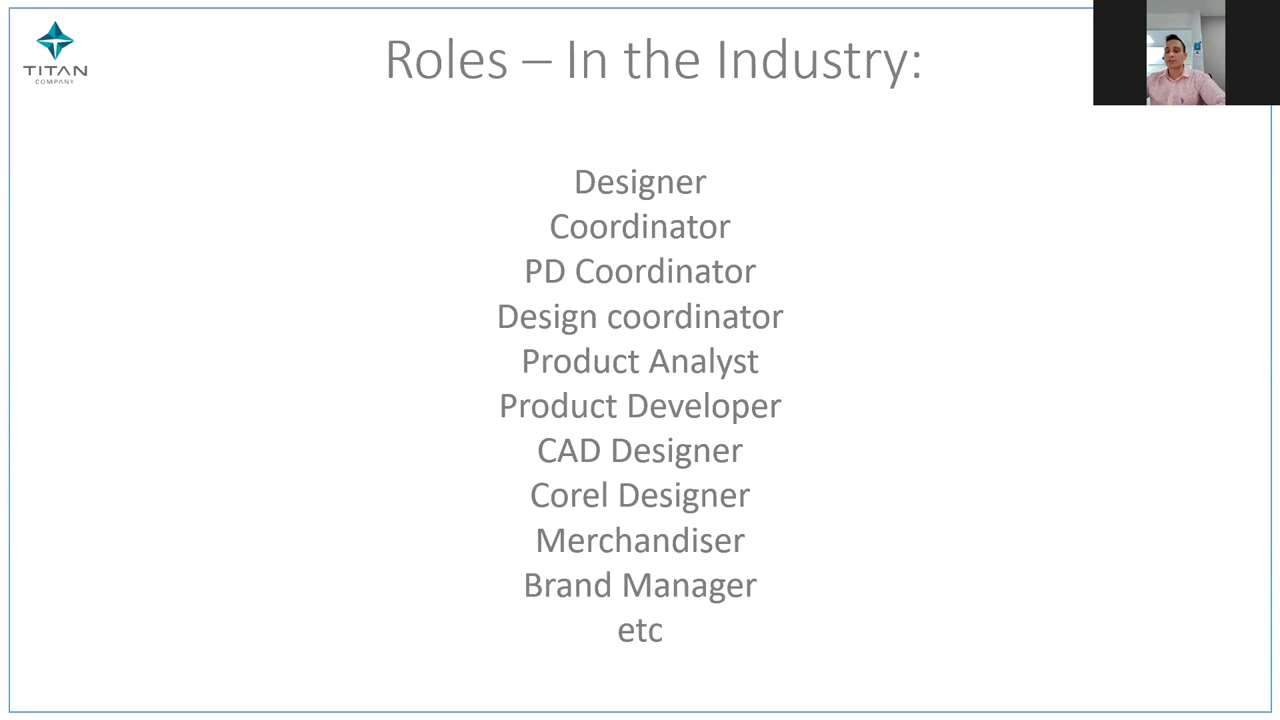 TITAN
COMPANY
Roles – In the Industry:
Designer
Coordinator
PD Coordinator
Design coordinator
Product Analyst
Product Developer
CAD Designer
Corel Designer
Merchandiser
Brand Manager
etc